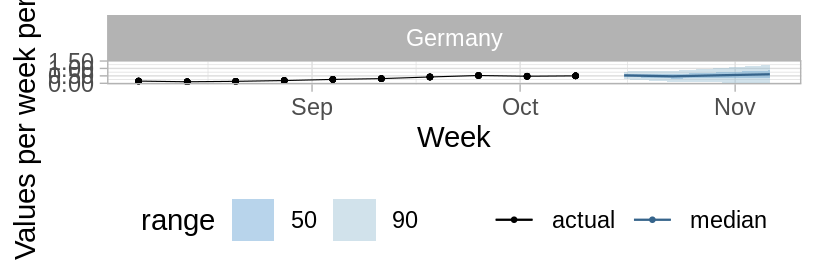 Germany
1.50
0.00
Sep
Oct
Nov
Week
Values per week per
range
50
90
actual
median